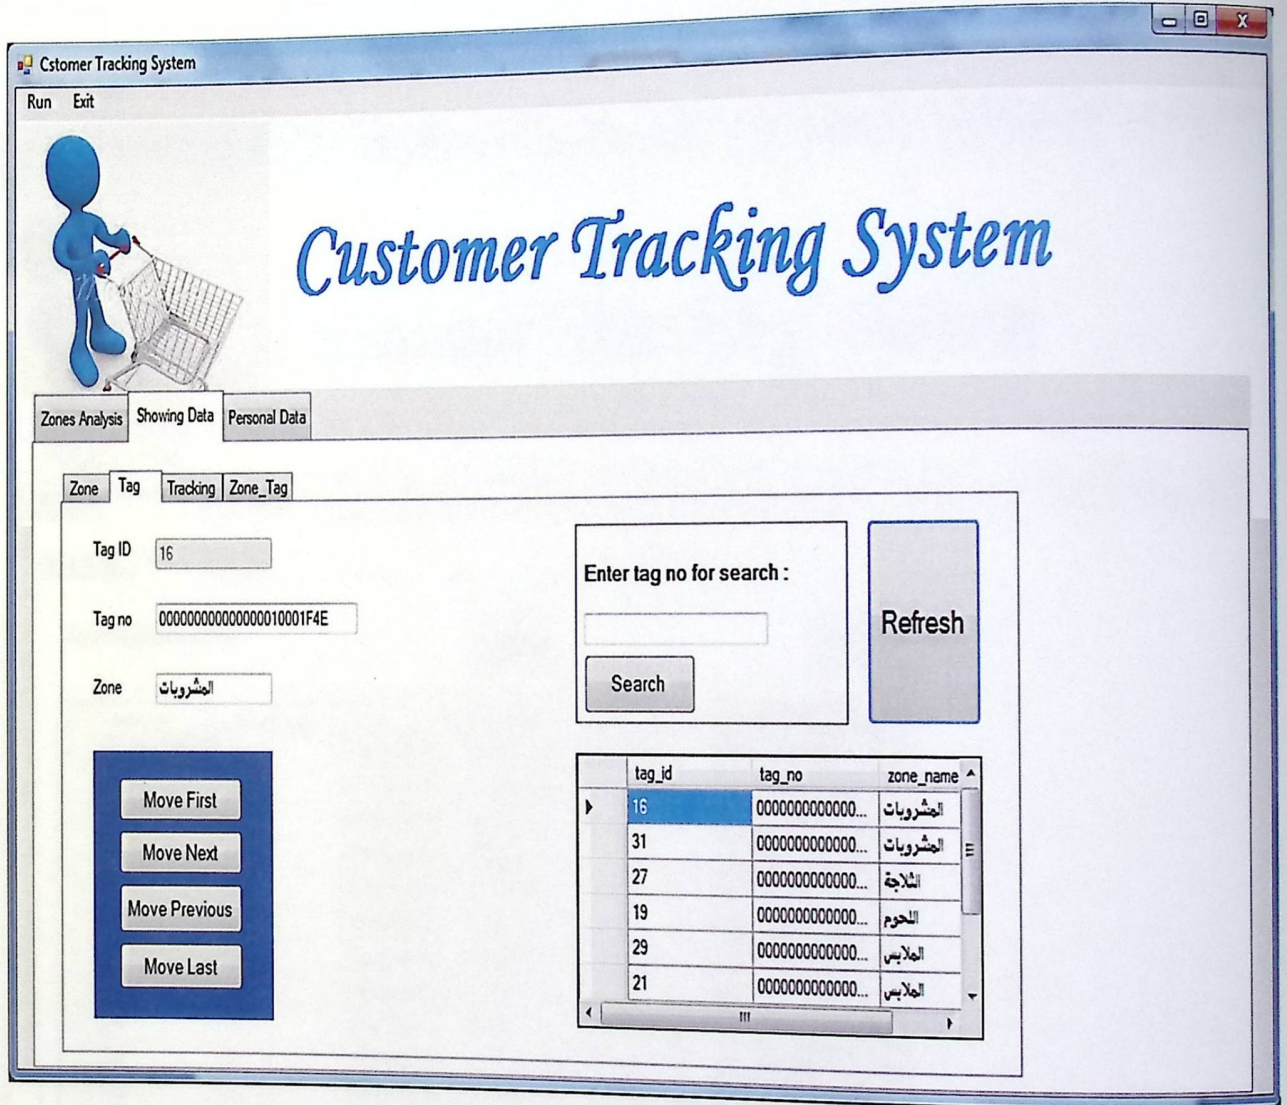 Cstomer Tracking System
Run Exit
Customer Tracking System
Zones Analysis Showing Data Personal Data
Zone Tag Tracking Zone_Tag
Tag ID 16
Tag no 000000000000000010001F4E
Zone المشروبات
Enter tag no for search :
Search
Refresh
Move First
Move Next
Move Previous
Move Last
tag_id tag_no zone_name
16 0000000000000... المشروبات
31 0000000000000... المشروبات
27 0000000000000... الثلاجة
19 0000000000000... اللحوم
29 0000000000000... الملابس
21 0000000000000... الملابس